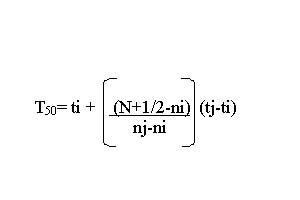 T50= ti + [(N+1/2-ni)/nj-ni] (tj-ti)